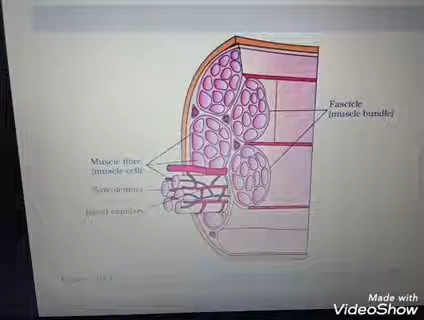 Fascicle
(muscle bundle)
Muscle fibre
(muscle cell)
Sarcolemma
Blood capillary
Made with
VideoShow